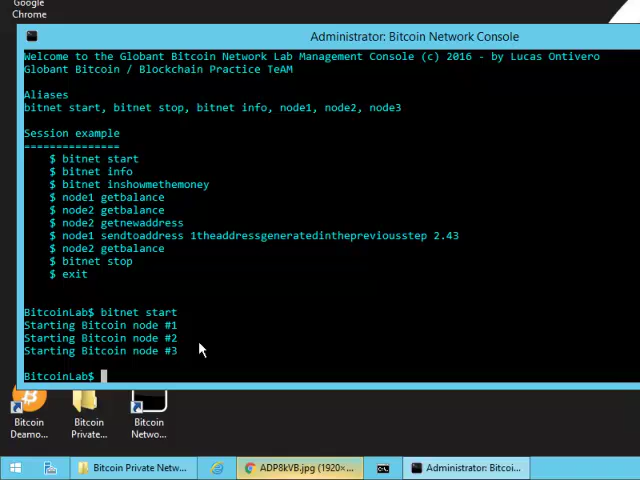 Google
Chrome
Administrator: Bitcoin Network Console
Welcome to the Globant Bitcoin Network Lab Management Console (c) 2016 - by Lucas Ontivero
Globant Bitcoin / Blockchain Practice TeAM
Aliases
bitnet start, bitnet stop, bitnet info, node1, node2, node3
Session example
===============
$ bitnet start
$ bitnet info
$ bitnet inshowmethemoney
$ node1 getbalance
$ node2 getbalance
$ node2 getnewaddress
$ node1 sendtoaddress 1theaddressgeneratedinthepreviousstep 2.43
$ node2 getbalance
$ bitnet stop
$ exit
BitcoinLab$ bitnet start
Starting Bitcoin node #1
Starting Bitcoin node #2
Starting Bitcoin node #3
BitcoinLab$
Bitcoin Deamo...
Bitcoin Private...
Bitcoin Netwo...
Bitcoin Private Netw...
ADP8kVB.jpg (1920×...
Administrator: Bitcoi...